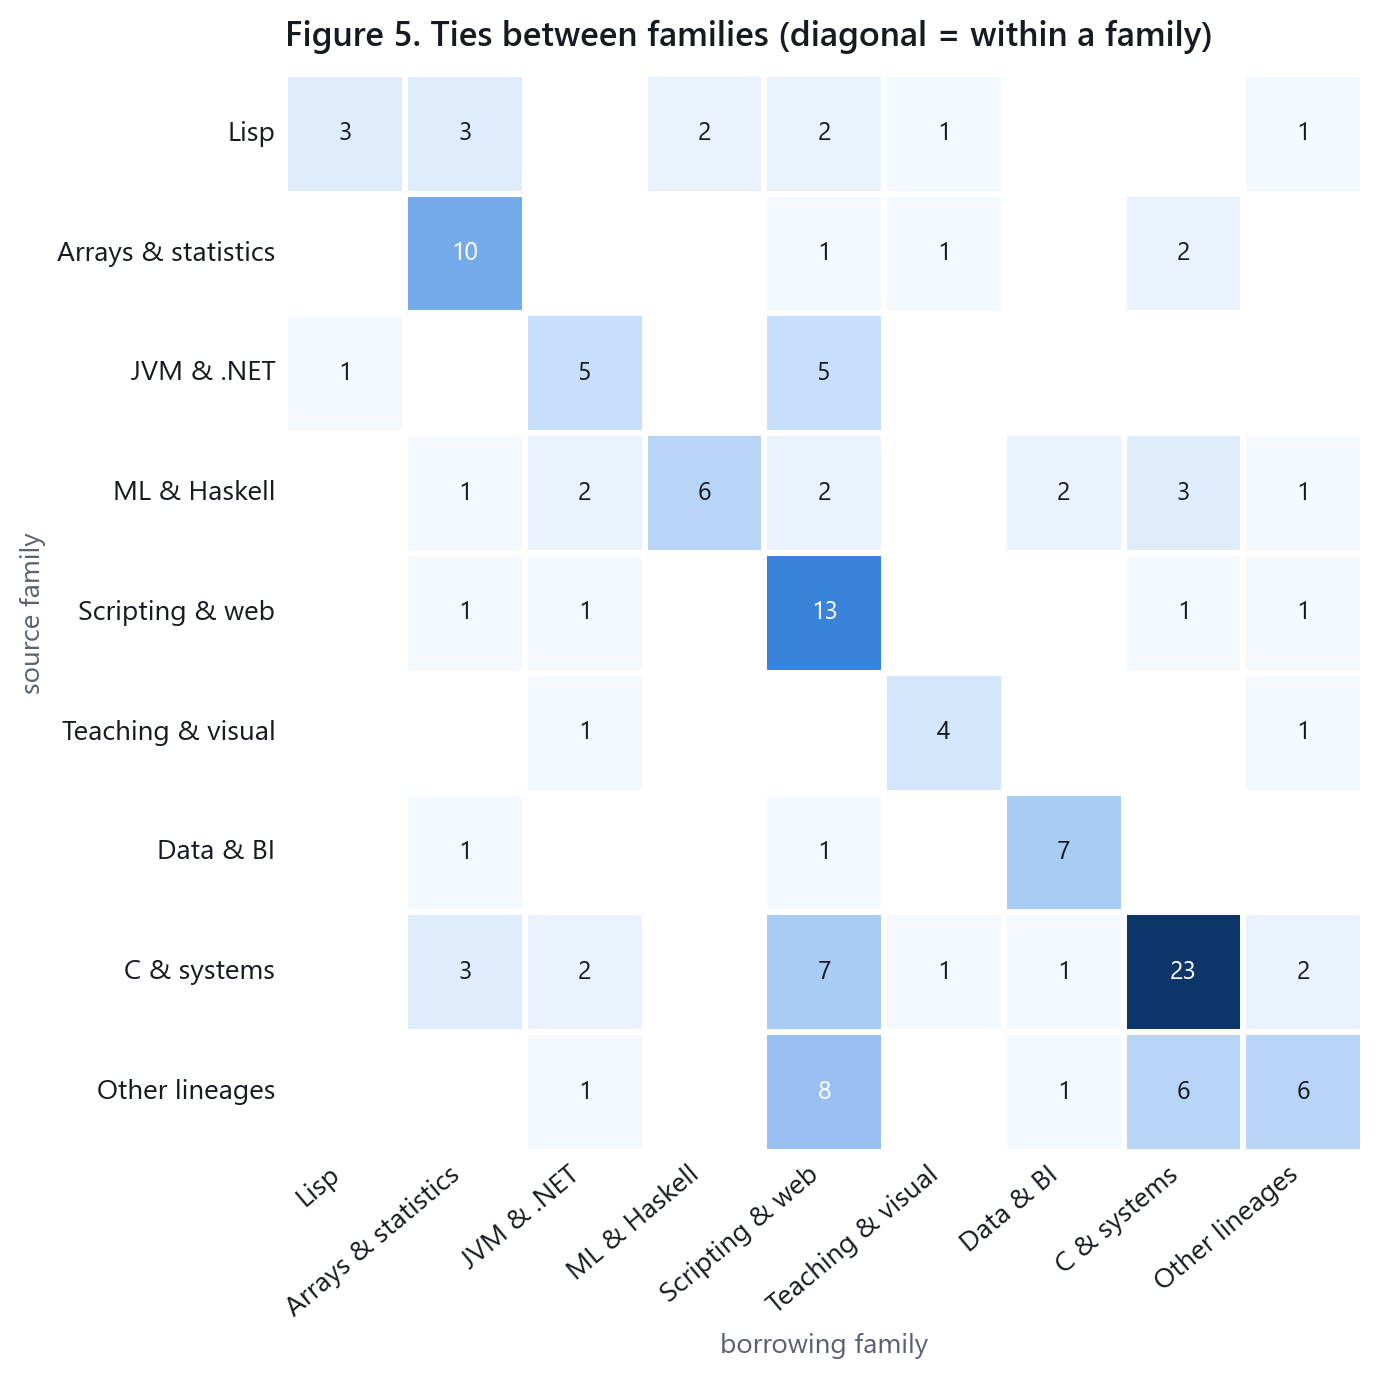 Figure 5. Ties between families (diagonal = within a family)
Lisp 3 3 2 2 1 1
Arrays & statistics 10 1 1 2
JVM & .NET 1 5 5
ML & Haskell 1 2 6 2 2 3 1
Scripting & web 1 1 13 1 1
Teaching & visual 1 4 1
Data & BI 1 1 7
C & systems 3 2 7 1 1 23 2
Other lineages 1 8 1 6 6
source family
Lisp
Arrays & statistics
JVM & .NET
ML & Haskell
Scripting & web
Teaching & visual
Data & BI
C & systems
Other lineages
borrowing family